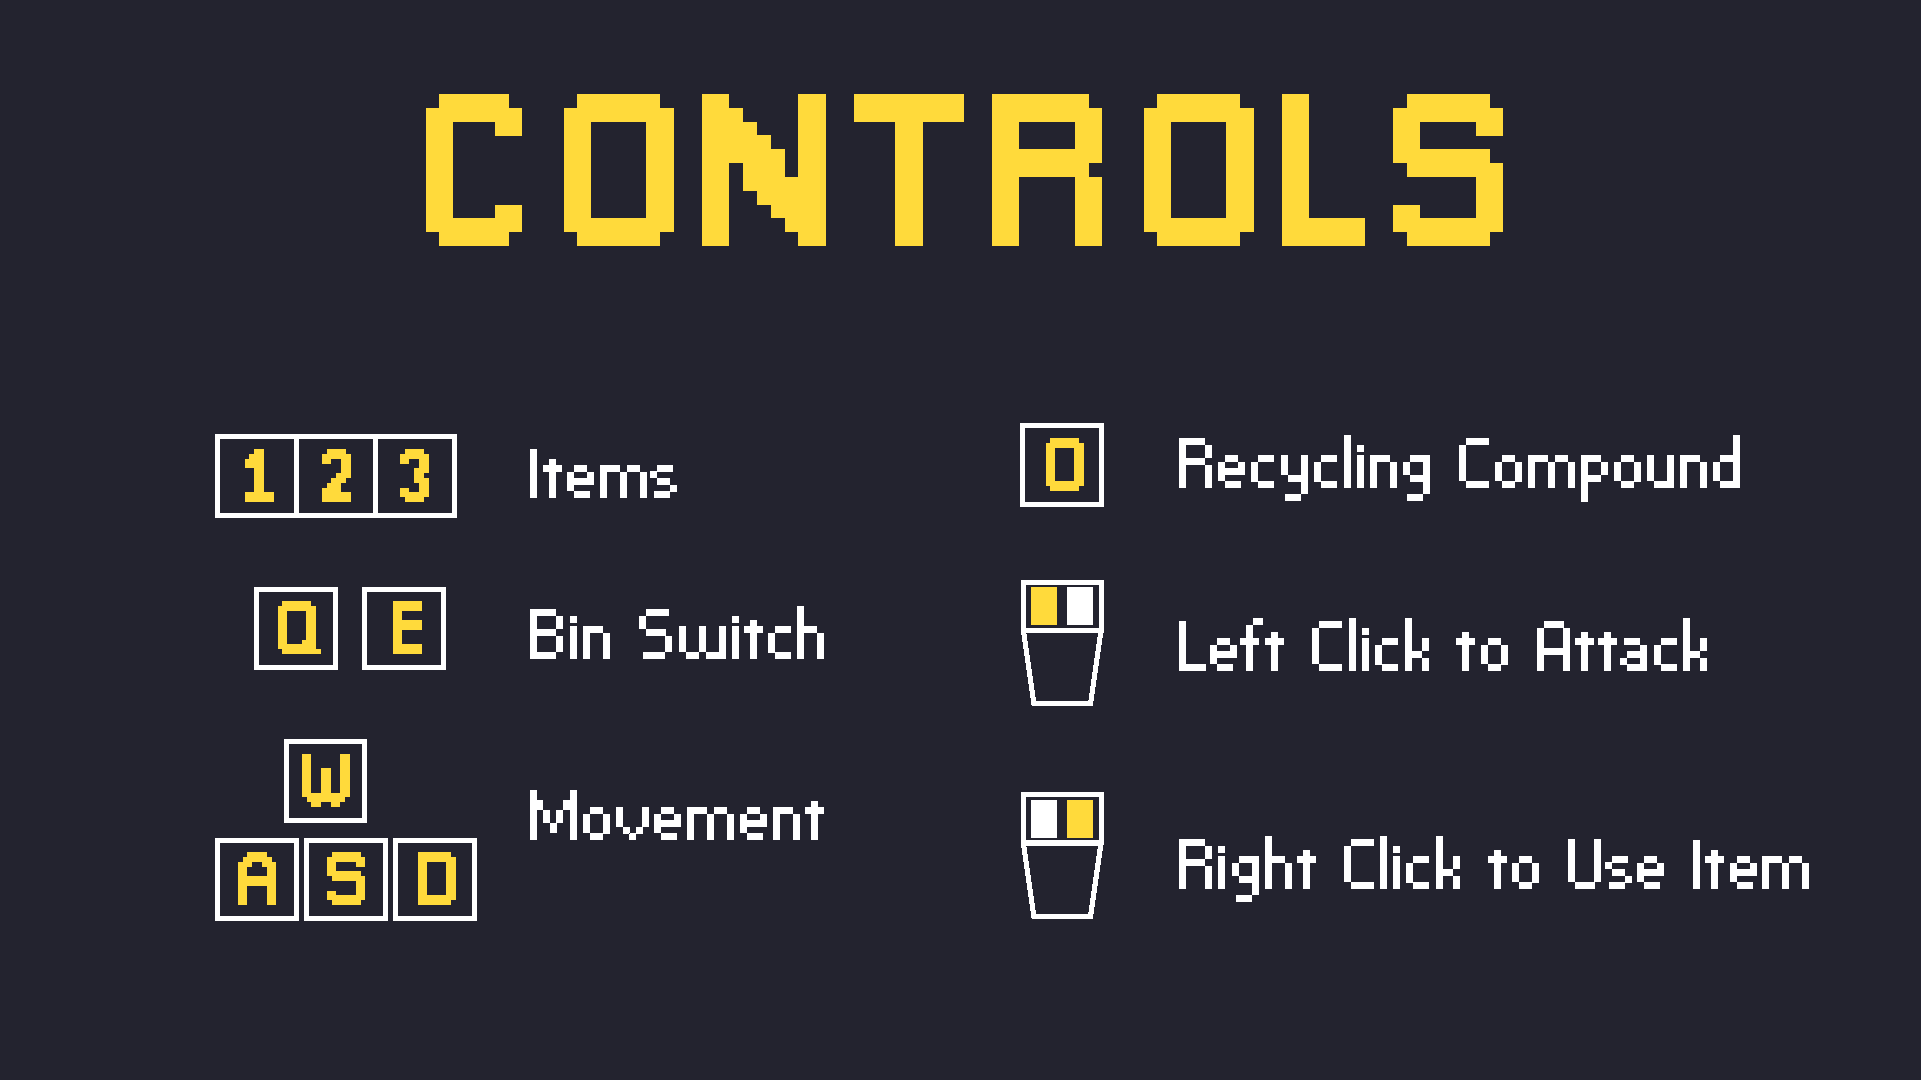 CONTROLS
1 2 3 Items
Q E Bin Switch
W
A S D Movement
O Recycling Compound
Left Click to Attack
Right Click to Use Item